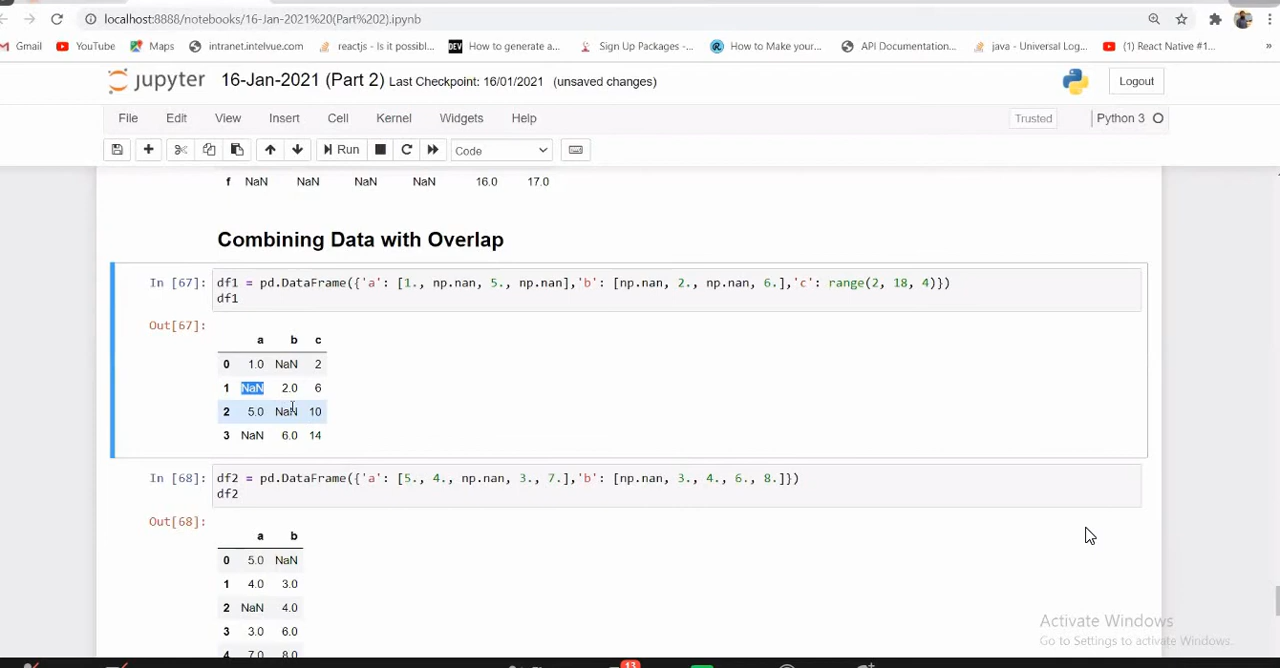 localhost:8888/notebooks/16-Jan-2021%20(Part%202).ipynb
Gmail YouTube Maps intranet.intelvue.com reactjs - Is it possibl... DEV How to generate a... Sign Up Packages -... How to Make your... API Documentation... java - Universal Log... (1) React Native #1... »
jupyter 16-Jan-2021 (Part 2) Last Checkpoint: 16/01/2021 (unsaved changes) Logout
File Edit View Insert Cell Kernel Widgets Help Trusted Python 3
Run Code
f NaN NaN NaN NaN 16.0 17.0
Combining Data with Overlap
In [67]: df1 = pd.DataFrame({'a': [1., np.nan, 5., np.nan],'b': [np.nan, 2., np.nan, 6.],'c': range(2, 18, 4)})
df1
Out[67]:
a b c
0 1.0 NaN 2
1 NaN 2.0 6
2 5.0 NaN 10
3 NaN 6.0 14
In [68]: df2 = pd.DataFrame({'a': [5., 4., np.nan, 3., 7.],'b': [np.nan, 3., 4., 6., 8.]})
df2
Out[68]:
a b
0 5.0 NaN
1 4.0 3.0
2 NaN 4.0
3 3.0 6.0
4 7.0 8.0
Activate Windows
Go to Settings to activate Windows.
13